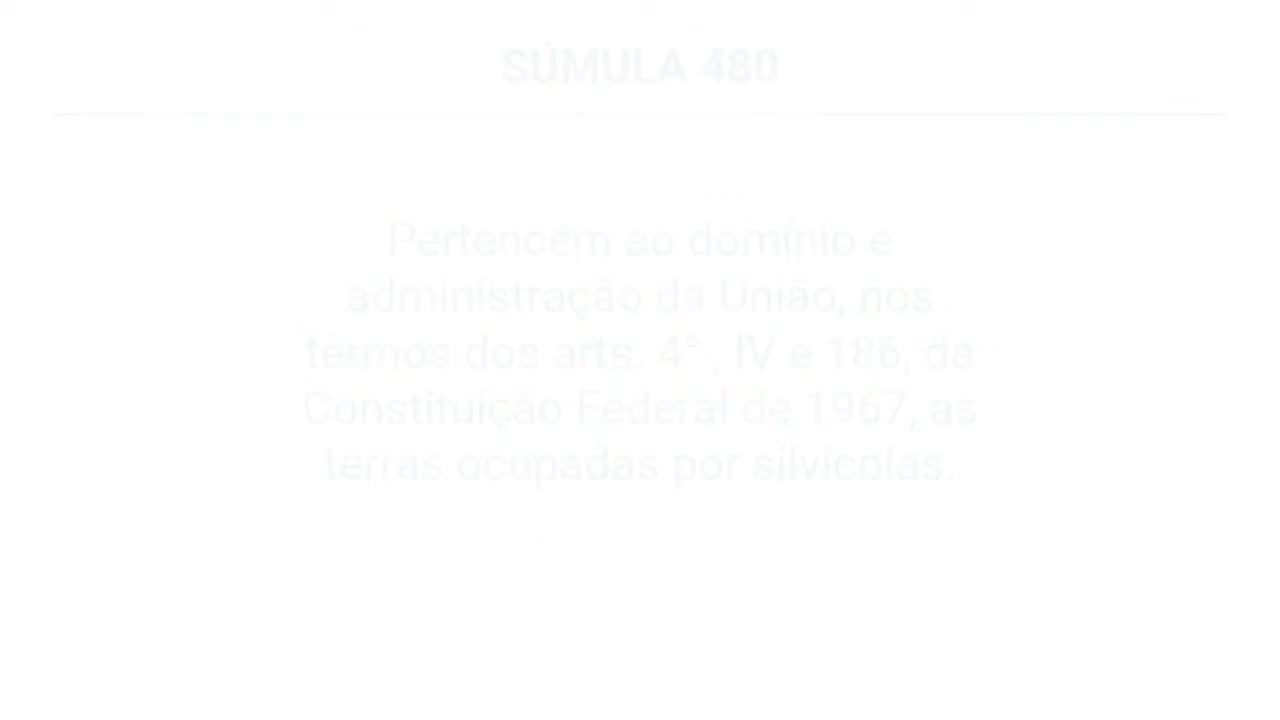 SÚMULA 480
Pertencem ao domínio e
administração da União, nos
têrmos dos arts. 4° , IV e 186, da
Constituição Federal de 1967, as
terras ocupadas por silvícolas.